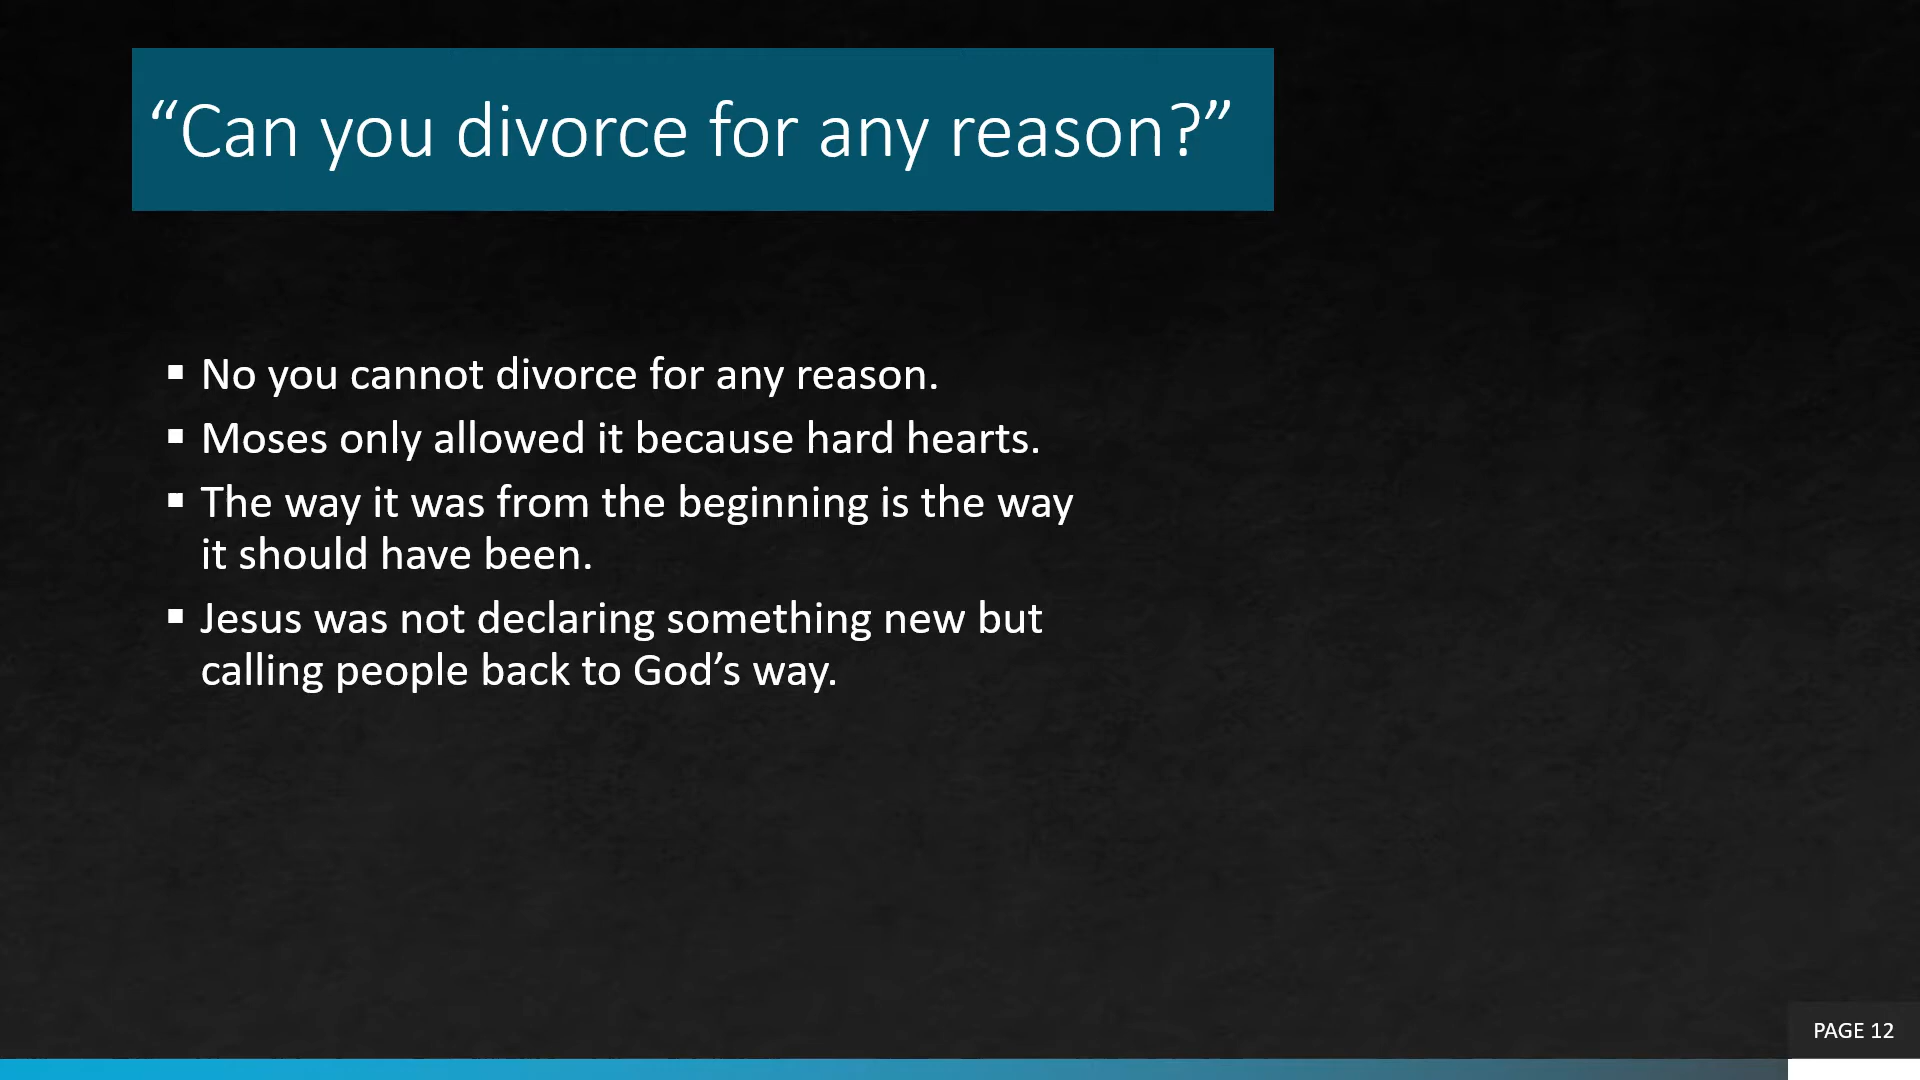 “Can you divorce for any reason?”
▪ No you cannot divorce for any reason.
▪ Moses only allowed it because hard hearts.
▪ The way it was from the beginning is the way
it should have been.
▪ Jesus was not declaring something new but
calling people back to God’s way.
PAGE 12